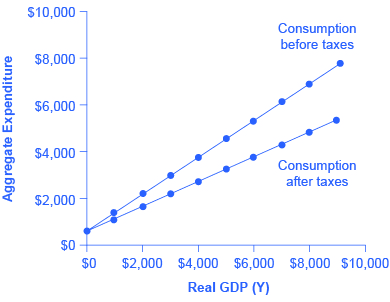 $10,000
Consumption
before taxes
$8,000
Aggregate Expenditure
$6,000
$4,000
Consumption
after taxes
$2,000
$0
$0 $2,000 $4,000 $6,000 $8,000 $10,000
Real GDP (Y)